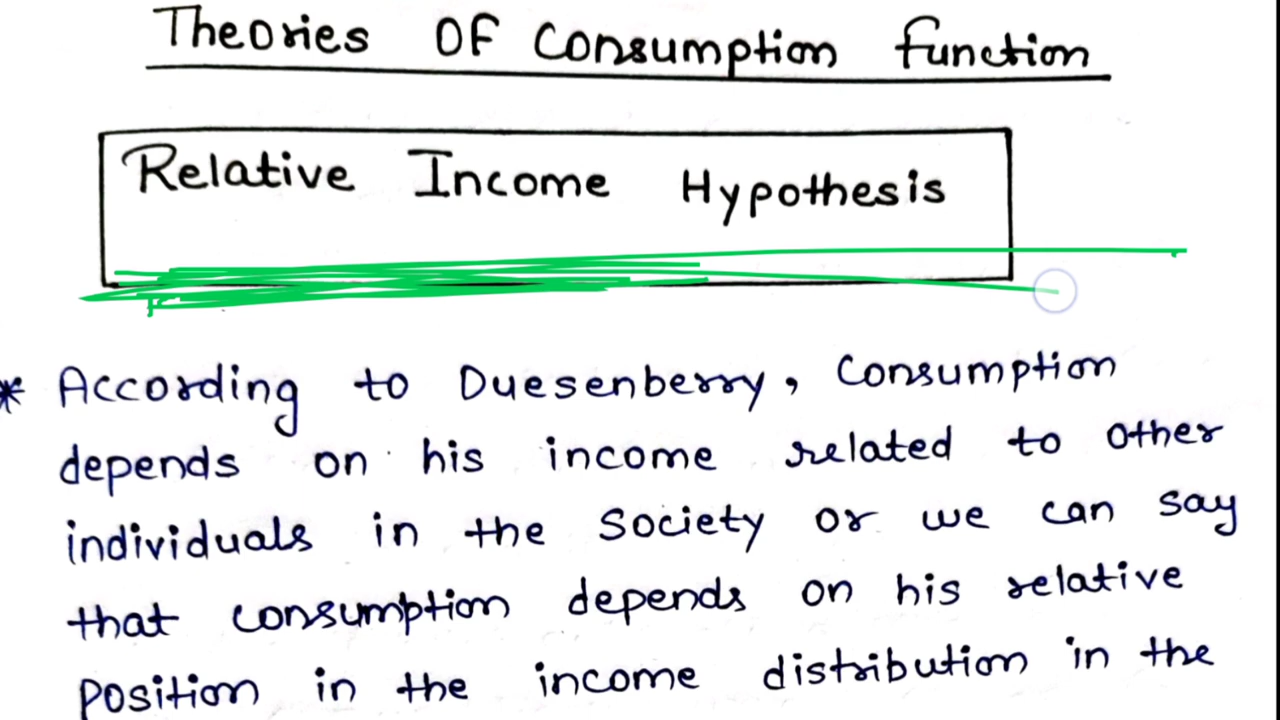 Theories OF Consumption function
Relative Income Hypothesis
* According to Duesenberry, Consumption
depends on his income related to other
individuals in the Society or we can say
that consumption depends on his relative
position in the income distribution in the